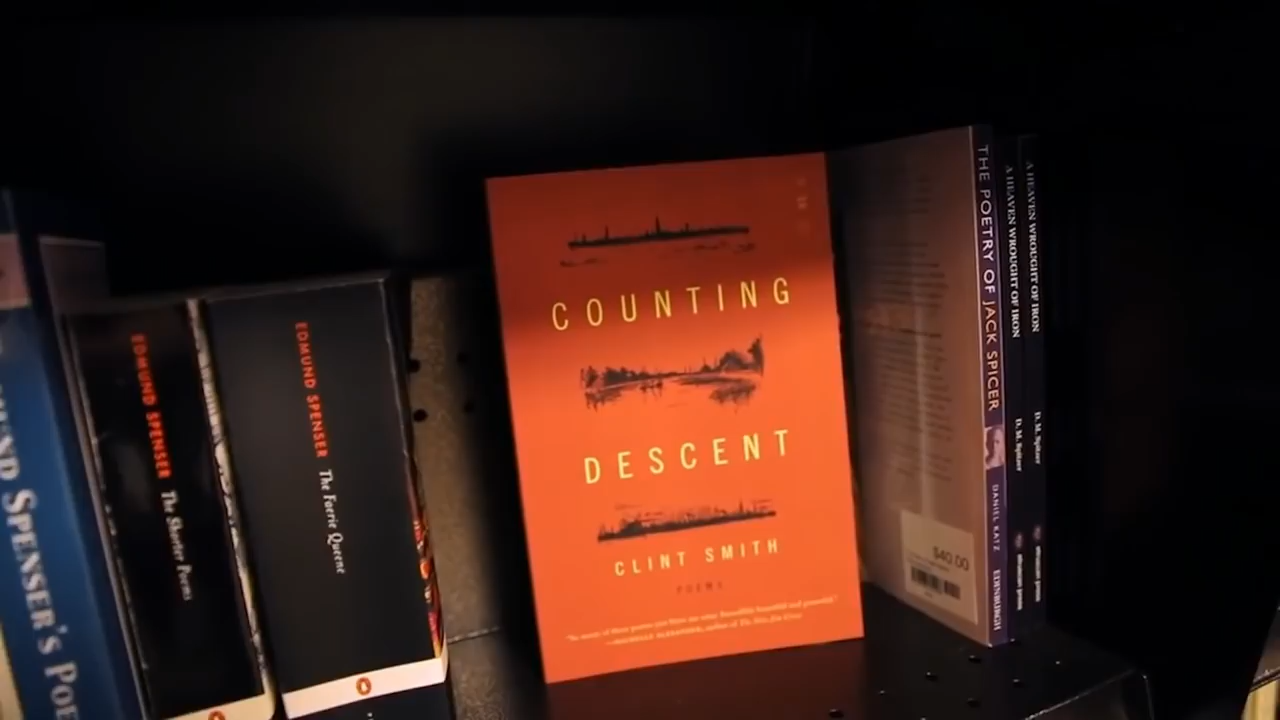 SPENSER'S
EDMUND SPENSER The Shorter Poems
EDMUND SPENSER The Faerie Queene
COUNTING
DESCENT
CLINT SMITH
POEMS
THE POETRY OF JACK SPICER
DANIEL KATZ
EDINBURGH
$40.00
A HEAVEN WROUGHT OF IRON
D. M. Spitzer
A HEAVEN WROUGHT OF IRON
D. M. Spitzer